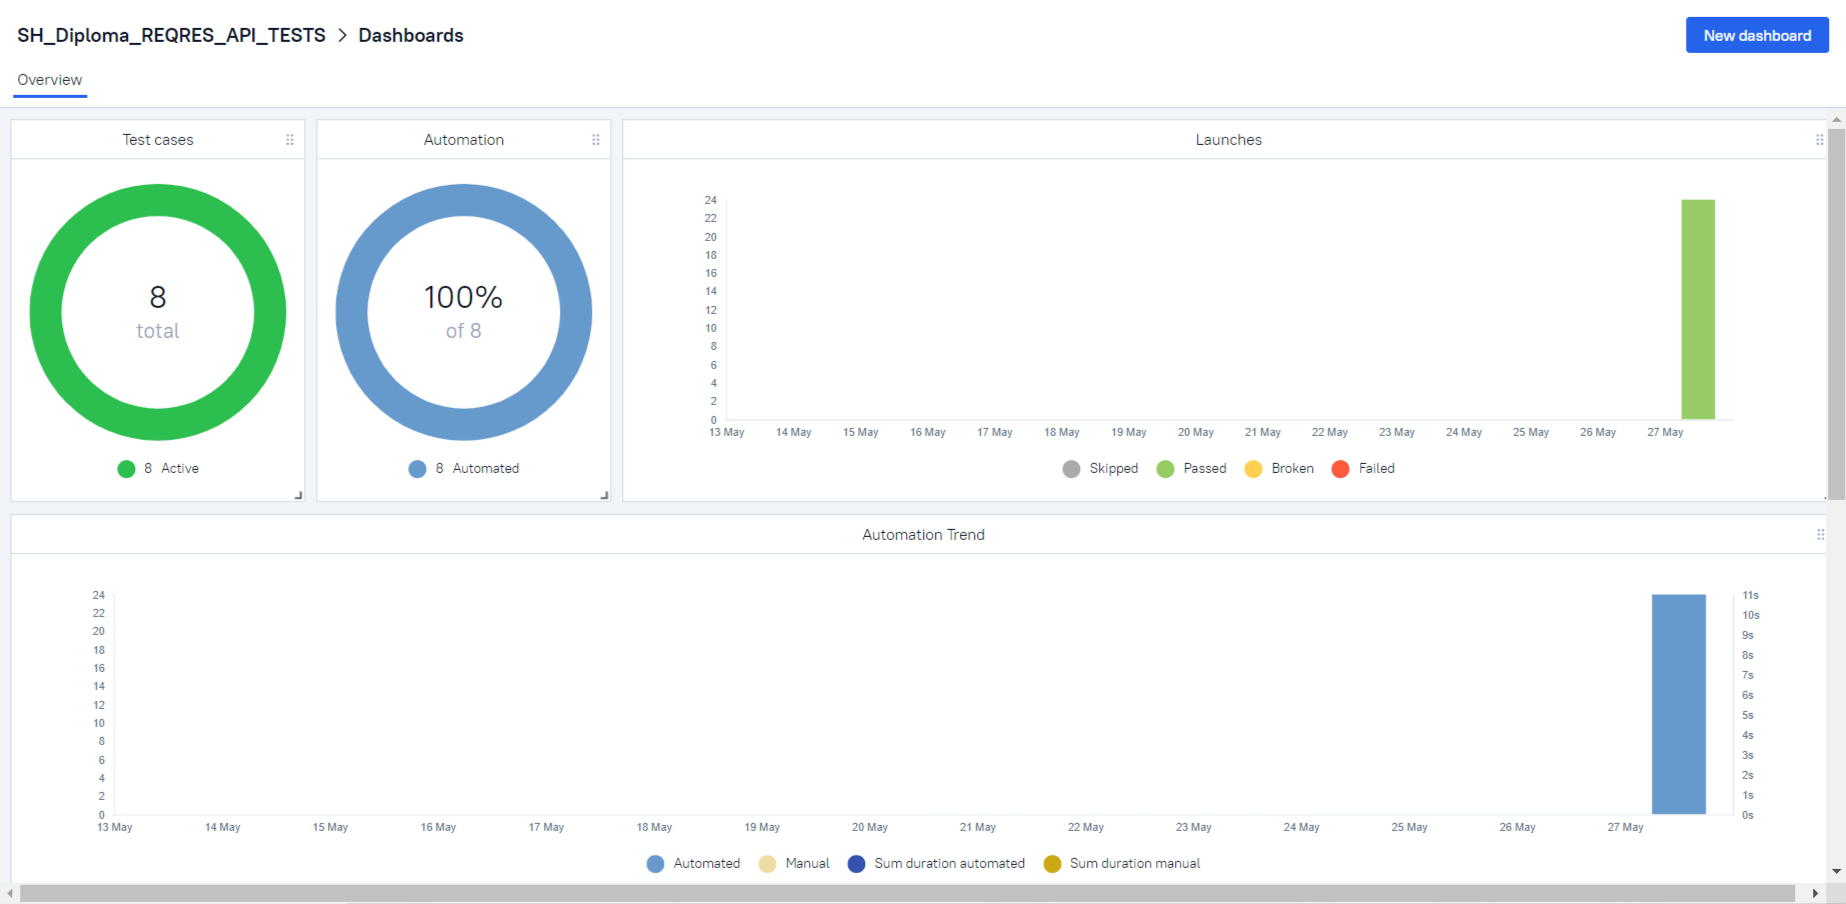 SH_Diploma_REQRES_API_TESTS > Dashboards
New dashboard
Overview
Test cases
Automation
Launches
8
total
8 Active
100%
of 8
8 Automated
24
22
20
18
16
14
12
10
8
6
4
2
0
13 May 14 May 15 May 16 May 17 May 18 May 19 May 20 May 21 May 22 May 23 May 24 May 25 May 26 May 27 May
Skipped Passed Broken Failed
Automation Trend
24
22
20
18
16
14
12
10
8
6
4
2
0
11s
10s
9s
8s
7s
6s
5s
4s
3s
2s
1s
0s
13 May 14 May 15 May 16 May 17 May 18 May 19 May 20 May 21 May 22 May 23 May 24 May 25 May 26 May 27 May
Automated Manual Sum duration automated Sum duration manual